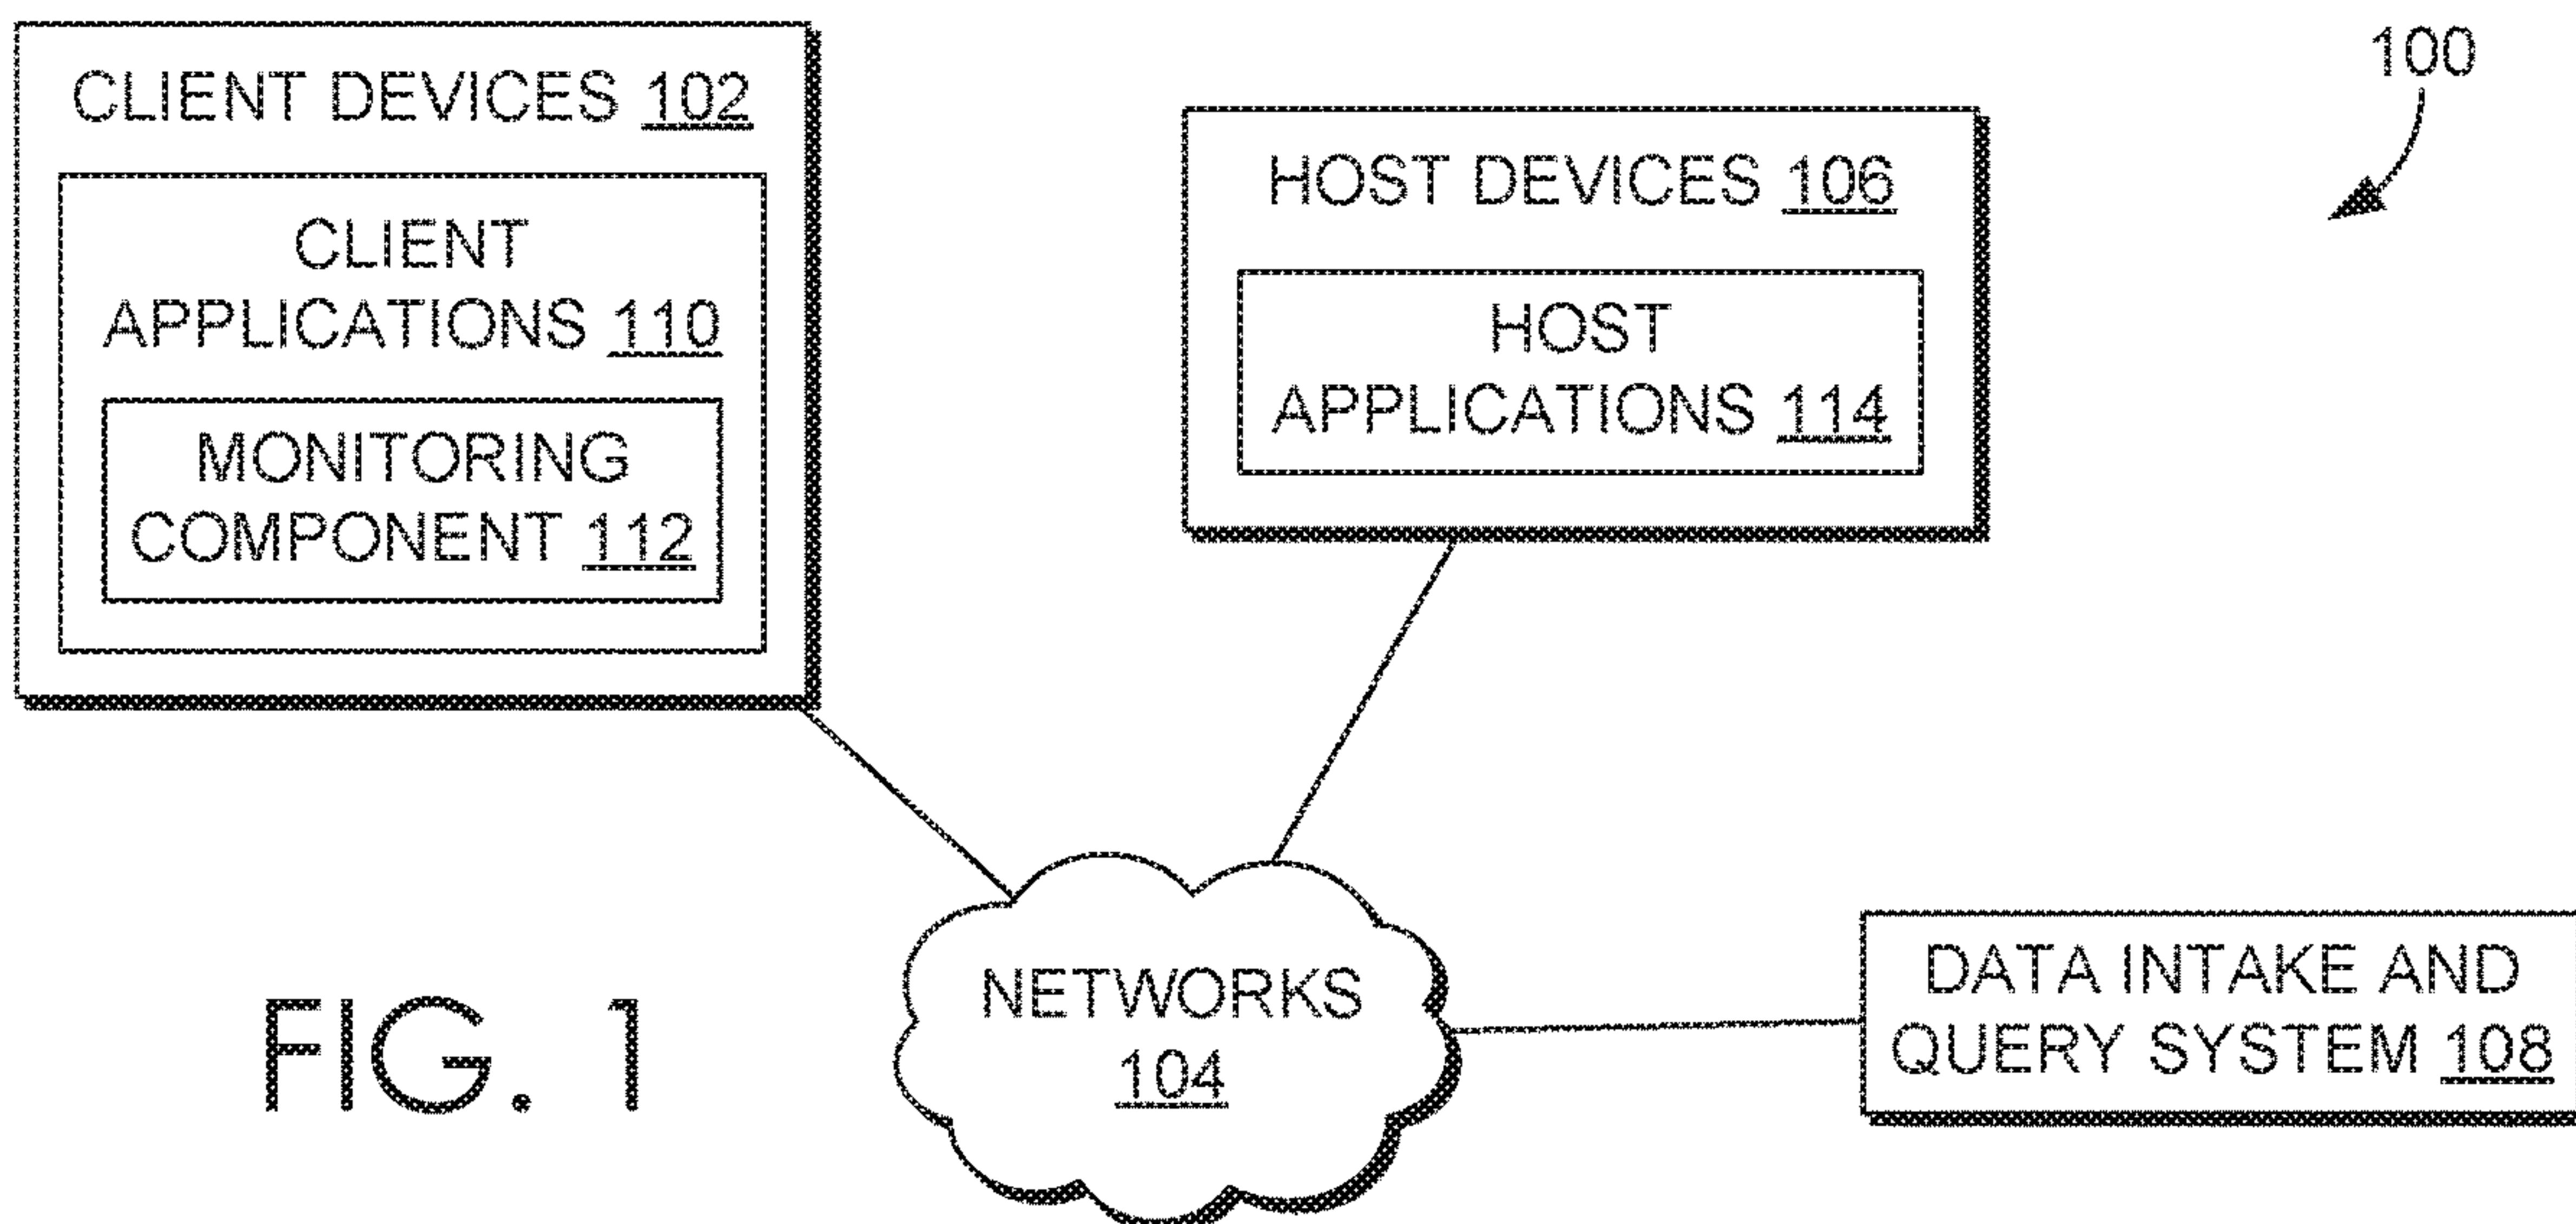 CLIENT DEVICES 102
CLIENT
APPLICATIONS 110
MONITORING
COMPONENT 112
HOST DEVICES 106
HOST
APPLICATIONS 114
100
NETWORKS
104
DATA INTAKE AND
QUERY SYSTEM 108
FIG. 1